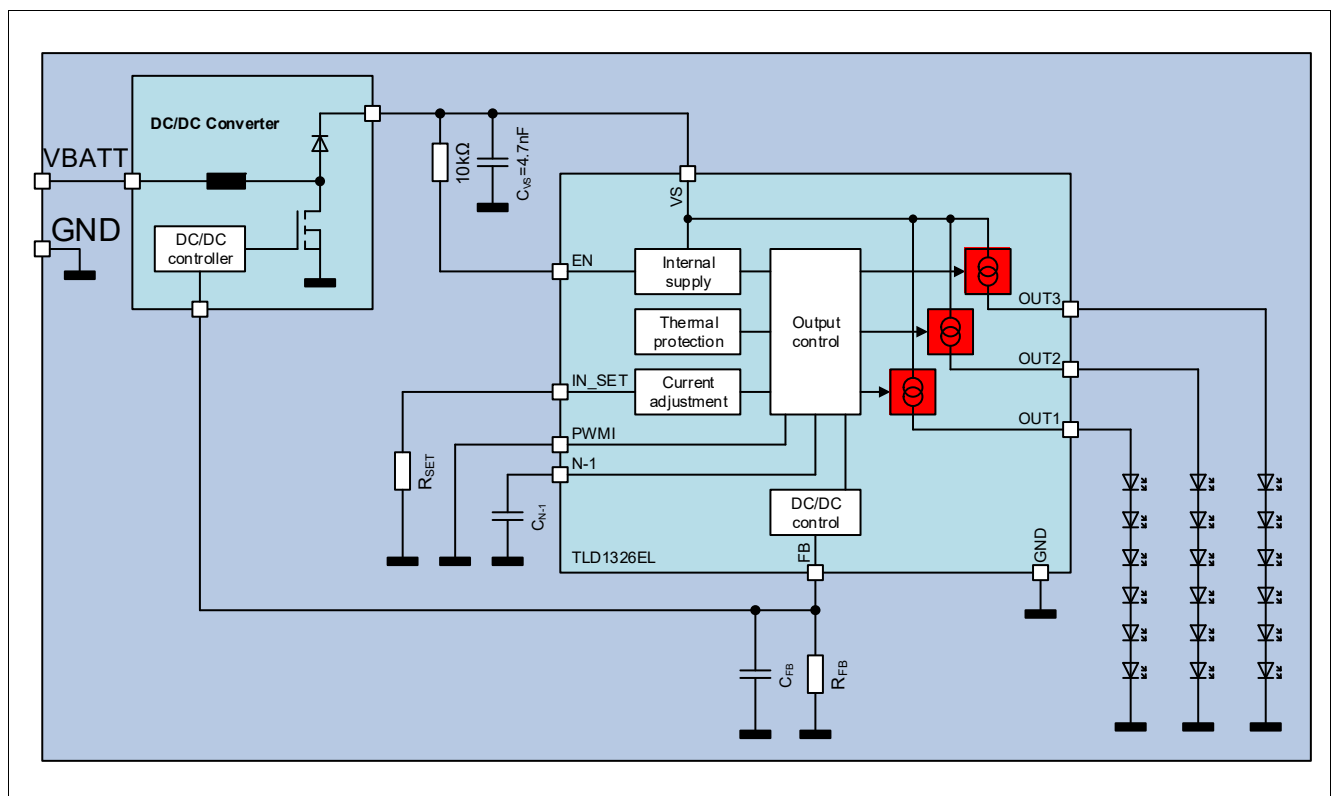 DC/DC Converter
VBATT
GND
DC/DC
controller
10kΩ
CVS=4.7nF
VS
EN
Internal
supply
Thermal
protection
Output
control
IN_SET
Current
adjustment
PWMI
N-1
RSET
CN-1
DC/DC
control
FB
TLD1326EL
GND
OUT3
OUT2
OUT1
CFB
RFB